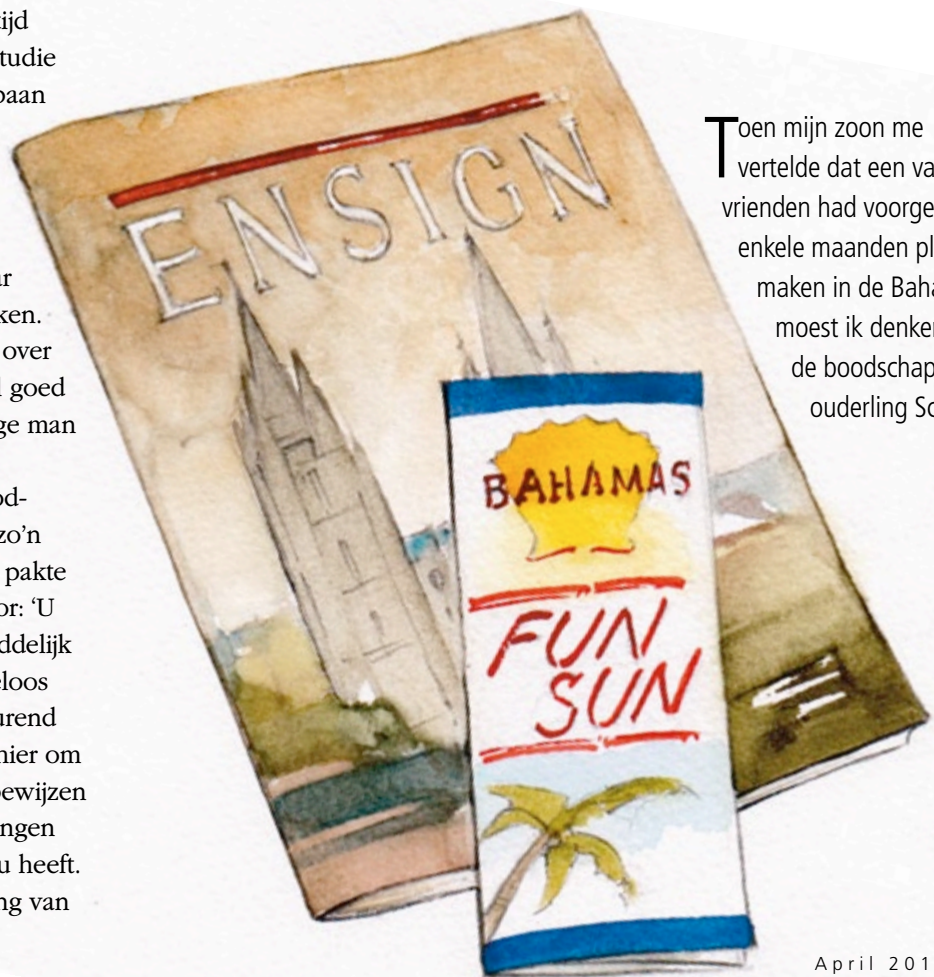 ijd
tudie
baan
ken.
over
goed
ge man
od-
zo'n
pakte
or: ‘U
ddelijk
eloos
urend
hier om
bewijzen
ingen
u heeft.
ng van
ENSIGN
BAHAMAS
FUN
SUN
Toen mijn zoon me
vertelde dat een va
vrienden had voorge
enkele maanden pl
maken in de Baha
moest ik denken
de boodschap
ouderling Sc
April 201